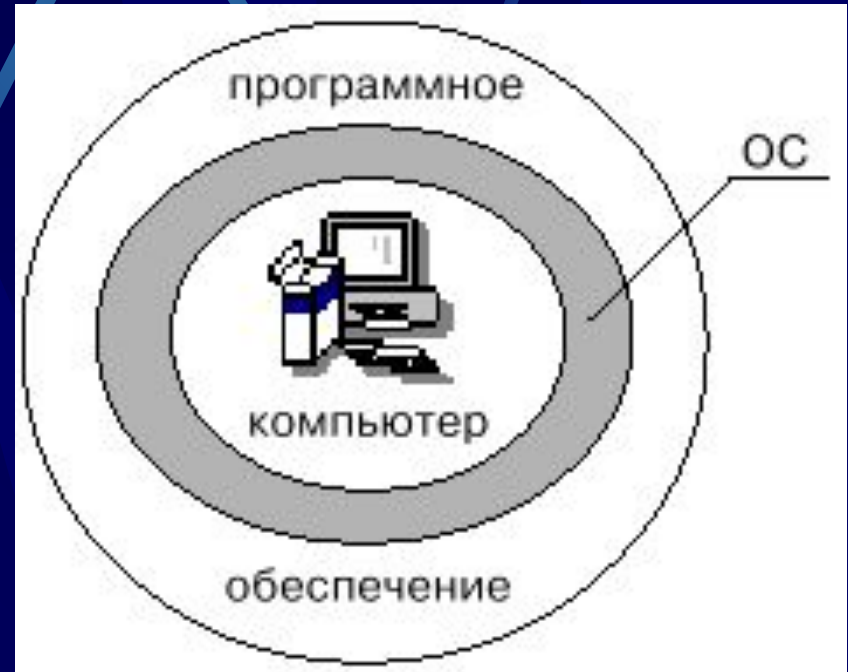 программное
ОС
компьютер
обеспечение